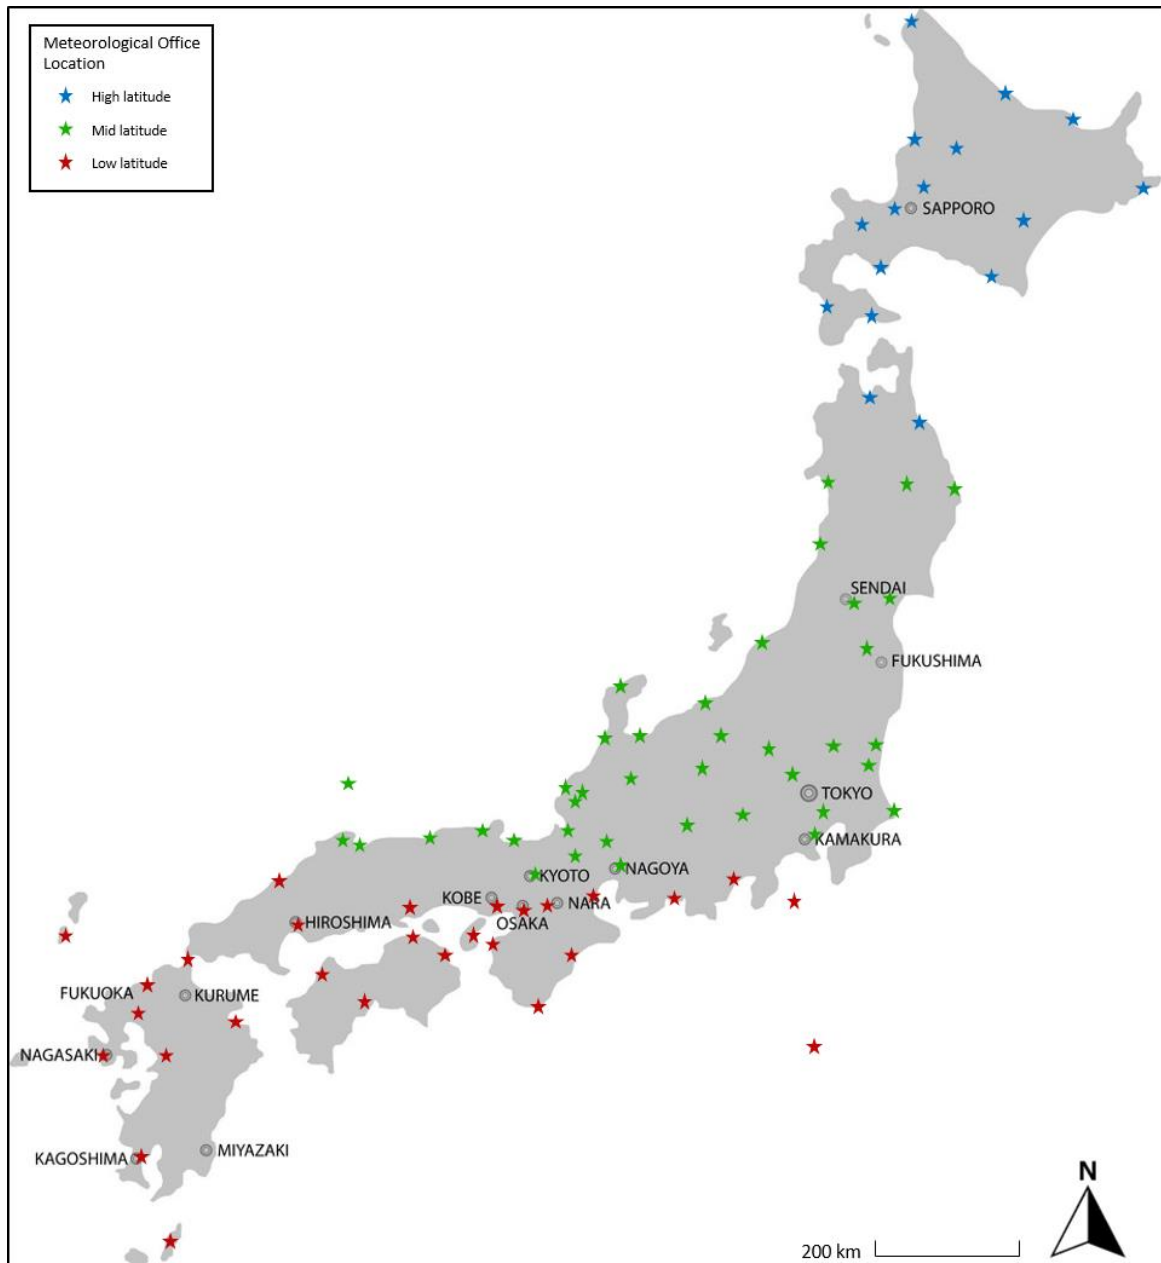 Meteorological Office
Location
High latitude
Mid latitude
Low latitude
SAPPORO
SENDAI
FUKUSHIMA
TOKYO
KAMAKURA
NAGOYA
KYOTO
KOBE
NARA
OSAKA
HIROSHIMA
FUKUOKA
KURUME
NAGASAKI
MIYAZAKI
KAGOSHIMA
N
200 km